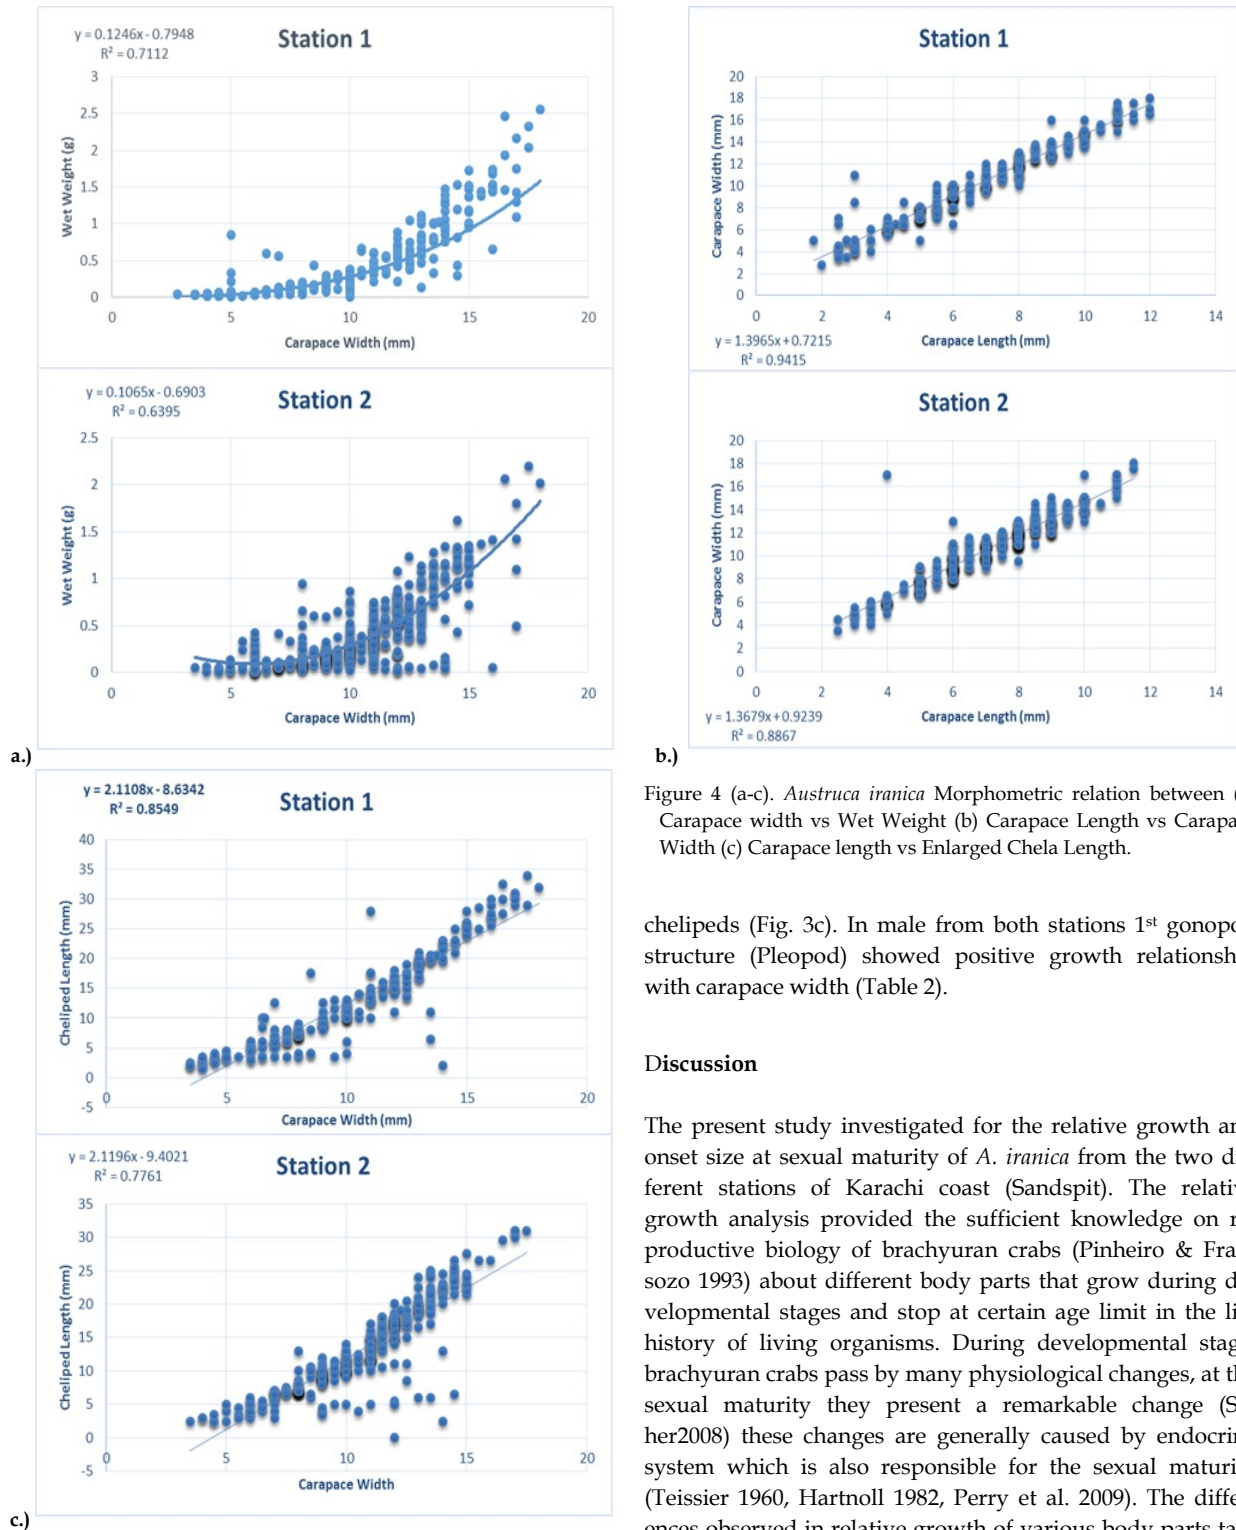 y = 0.1246x - 0.7948
R² = 0.7112
Station 1
3
2.5
2
1.5
1
0.5
0
Wet Weight (g)
0 5 10 15 20
Carapace Width (mm)
y = 0.1065x - 0.6903
R² = 0.6395
Station 2
2.5
2
1.5
1
0.5
0
Wet Weight (g)
0 5 10 15 20
Carapace Width (mm)
a.)
Station 1
20
18
16
14
12
10
8
6
4
2
0
Carapace Width (mm)
0 2 4 6 8 10 12 14
y = 1.3965x + 0.7215
R² = 0.9415
Carapace Length (mm)
Station 2
20
18
16
14
12
10
8
6
4
2
0
Carapace Width (mm)
0 2 4 6 8 10 12 14
y = 1.3679x + 0.9239
R² = 0.8867
Carapace Length (mm)
b.)
y = 2.1108x - 8.6342
R² = 0.8549
Station 1
40
35
30
25
20
15
10
5
0
-5
Cheliped Length (mm)
0 5 10 15 20
Carapace Width (mm)
y = 2.1196x - 9.4021
R² = 0.7761
Station 2
35
30
25
20
15
10
5
0
-5
Cheliped Length (mm)
0 5 10 15 20
Carapace Width
c.)
Figure 4 (a-c). Austruca iranica Morphometric relation between (
Carapace width vs Wet Weight (b) Carapace Length vs Carapa
Width (c) Carapace length vs Enlarged Chela Length.
chelipeds (Fig. 3c). In male from both stations 1st gonopo
structure (Pleopod) showed positive growth relationsh
with carapace width (Table 2).
Discussion
The present study investigated for the relative growth an
onset size at sexual maturity of A. iranica from the two di
ferent stations of Karachi coast (Sandspit). The relativ
growth analysis provided the sufficient knowledge on r
productive biology of brachyuran crabs (Pinheiro & Fra
sozo 1993) about different body parts that grow during d
velopmental stages and stop at certain age limit in the li
history of living organisms. During developmental stag
brachyuran crabs pass by many physiological changes, at th
sexual maturity they present a remarkable change (S
her2008) these changes are generally caused by endocrin
system which is also responsible for the sexual maturi
(Teissier 1960, Hartnoll 1982, Perry et al. 2009). The differ
ences observed in relative growth of various body parts ta